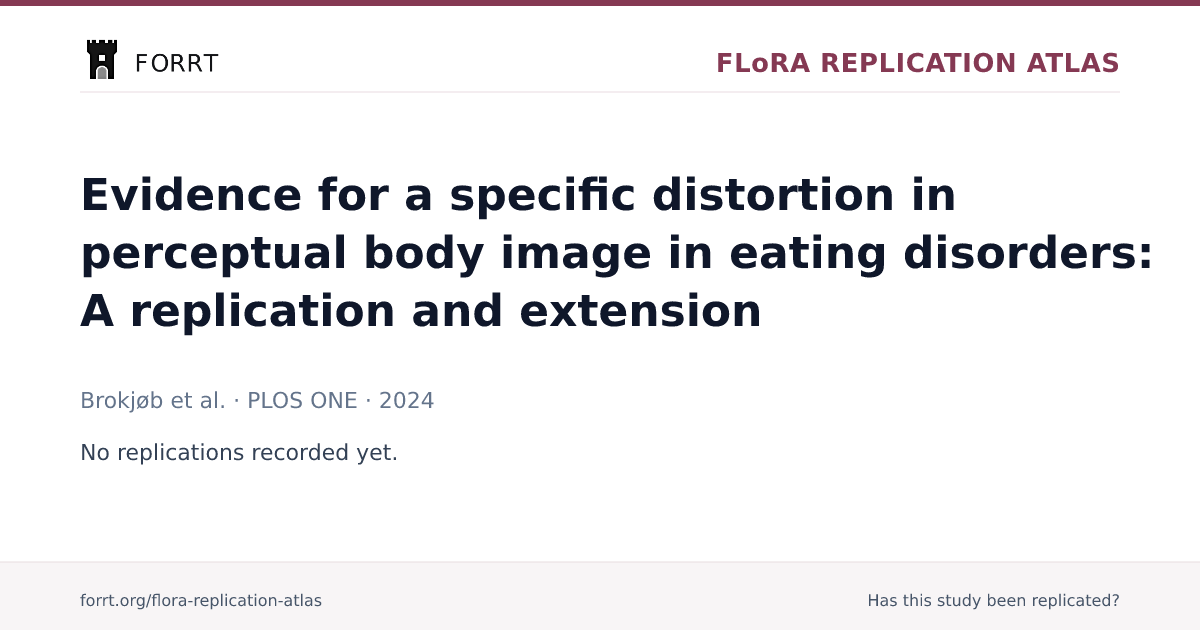 FORRT
FLoRA REPLICATION ATLAS
Evidence for a specific distortion in
perceptual body image in eating disorders:
A replication and extension
Brokjøb et al. · PLOS ONE · 2024
No replications recorded yet.
forrt.org/flora-replication-atlas
Has this study been replicated?